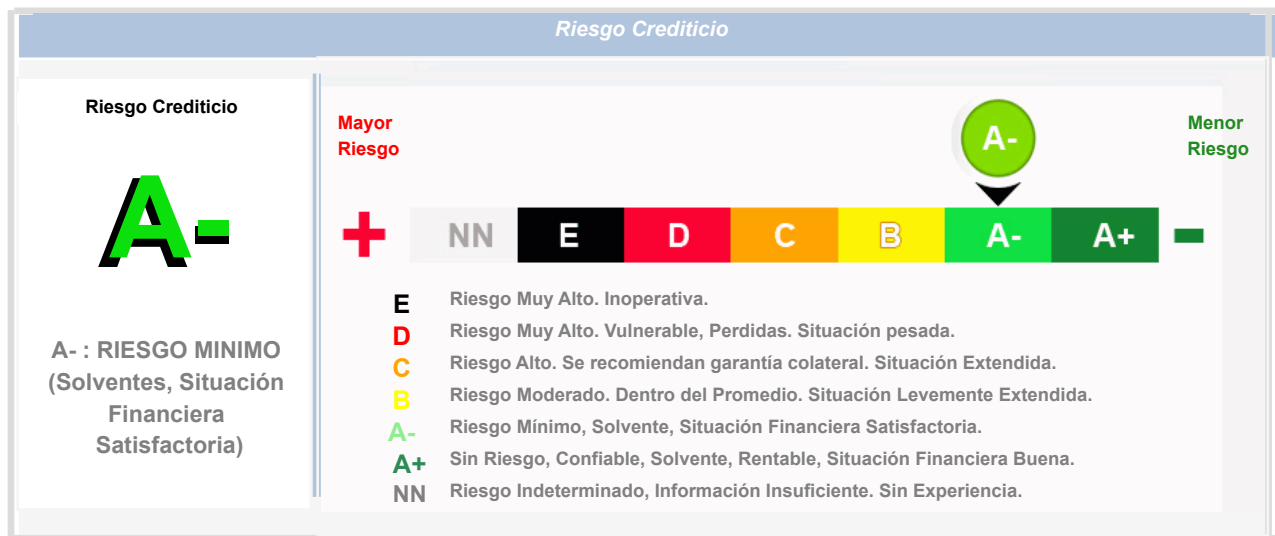 Riesgo Crediticio
Riesgo Crediticio
A-
A- : RIESGO MINIMO
(Solventes, Situación
Financiera
Satisfactoria)
Mayor
Riesgo
A-
Menor
Riesgo
+ NN E D C B A- A+ -
E Riesgo Muy Alto. Inoperativa.
D Riesgo Muy Alto. Vulnerable, Perdidas. Situación pesada.
C Riesgo Alto. Se recomiendan garantía colateral. Situación Extendida.
B Riesgo Moderado. Dentro del Promedio. Situación Levemente Extendida.
A- Riesgo Mínimo, Solvente, Situación Financiera Satisfactoria.
A+ Sin Riesgo, Confiable, Solvente, Rentable, Situación Financiera Buena.
NN Riesgo Indeterminado, Información Insuficiente. Sin Experiencia.